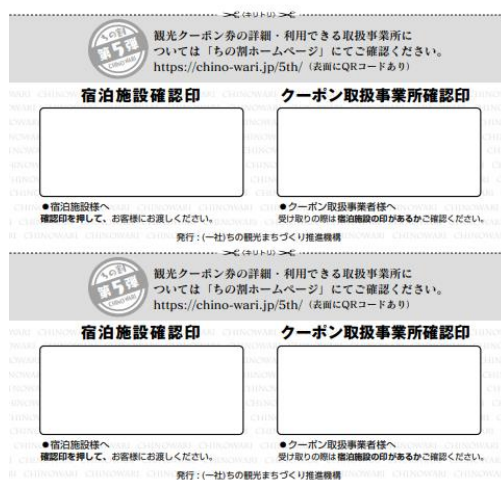 (キリトリ)
ちの割
第5弾
CHINOWARI
観光クーポン券の詳細・利用できる取扱事業所に
ついては「ちの割ホームページ」にてご確認ください。
https://chino-wari.jp/5th/（表面にQRコードあり）
宿泊施設確認印 クーポン取扱事業所確認印
●宿泊施設様へ
確認印を押して、お客様にお渡しください。
●クーポン取扱事業者様へ
受け取りの際は宿泊施設の印があるかご確認ください。
発行：(一社)ちの観光まちづくり推進機構
(キリトリ)
ちの割
第5弾
CHINOWARI
観光クーポン券の詳細・利用できる取扱事業所に
ついては「ちの割ホームページ」にてご確認ください。
https://chino-wari.jp/5th/（表面にQRコードあり）
宿泊施設確認印 クーポン取扱事業所確認印
●宿泊施設様へ
確認印を押して、お客様にお渡しください。
●クーポン取扱事業者様へ
受け取りの際は宿泊施設の印があるかご確認ください。
発行：(一社)ちの観光まちづくり推進機構